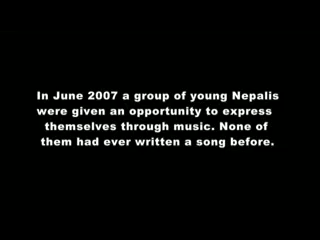 In June 2007 a group of young Nepalis
were given an opportunity to express
themselves through music. None of
them had ever written a song before.